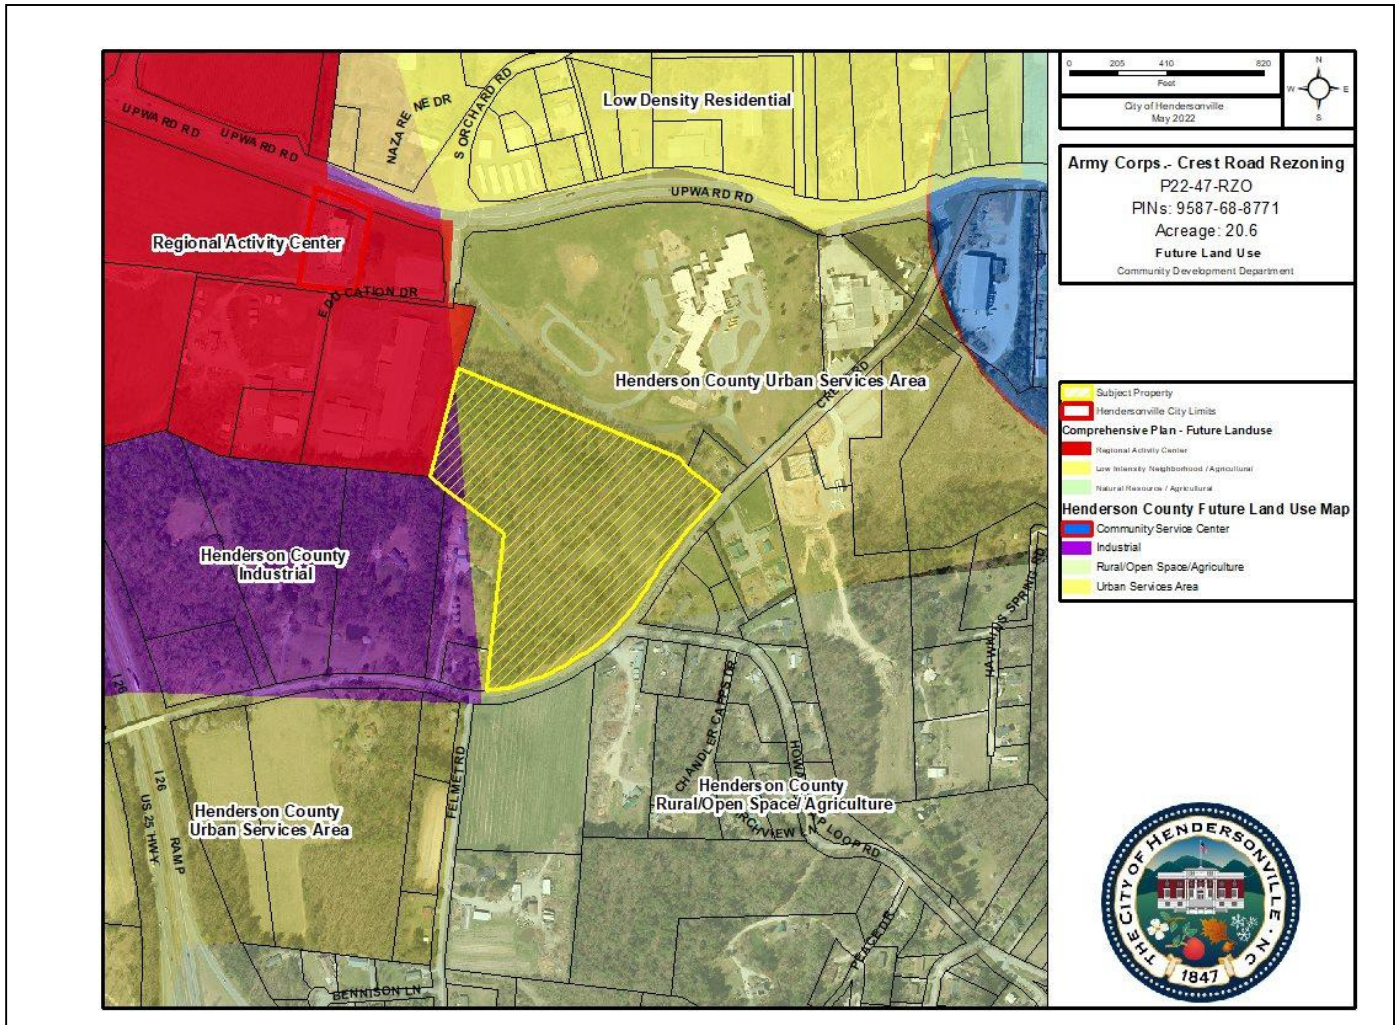 UPWARD RD
UPWARD RD
NAZARENE DR
S ORCHARD RD
Low Density Residential
UPWARD RD
Regional Activity Center
EDUCATION DR
Henderson County Urban Services Area
CREST RD
Henderson County
Industrial
HAWKINS SPRING RD
I 26
CHANDLER CAPPS DR
Henderson County
Rural/Open Space/Agriculture
LOOP RD
I 26
US 25 HWY
RAMP
Henderson County
Urban Services Area
FELMET RD
PEACE DR
BENNISON LN
0 205 410 820
Feet
City of Hendersonville
May 2022
N
W E
S
Army Corps.- Crest Road Rezoning
P22-47-RZO
PINs: 9587-68-8771
Acreage: 20.6
Future Land Use
Community Development Department
Subject Property
Hendersonville City Limits
Comprehensive Plan - Future Landuse
Regional Activity Center
Low Intensity Neighborhood / Agricultural
Natural Resource / Agricultural
Henderson County Future Land Use Map
Community Service Center
Industrial
Rural/Open Space/Agriculture
Urban Services Area
THE CITY OF HENDERSONVILLE · NC
1847